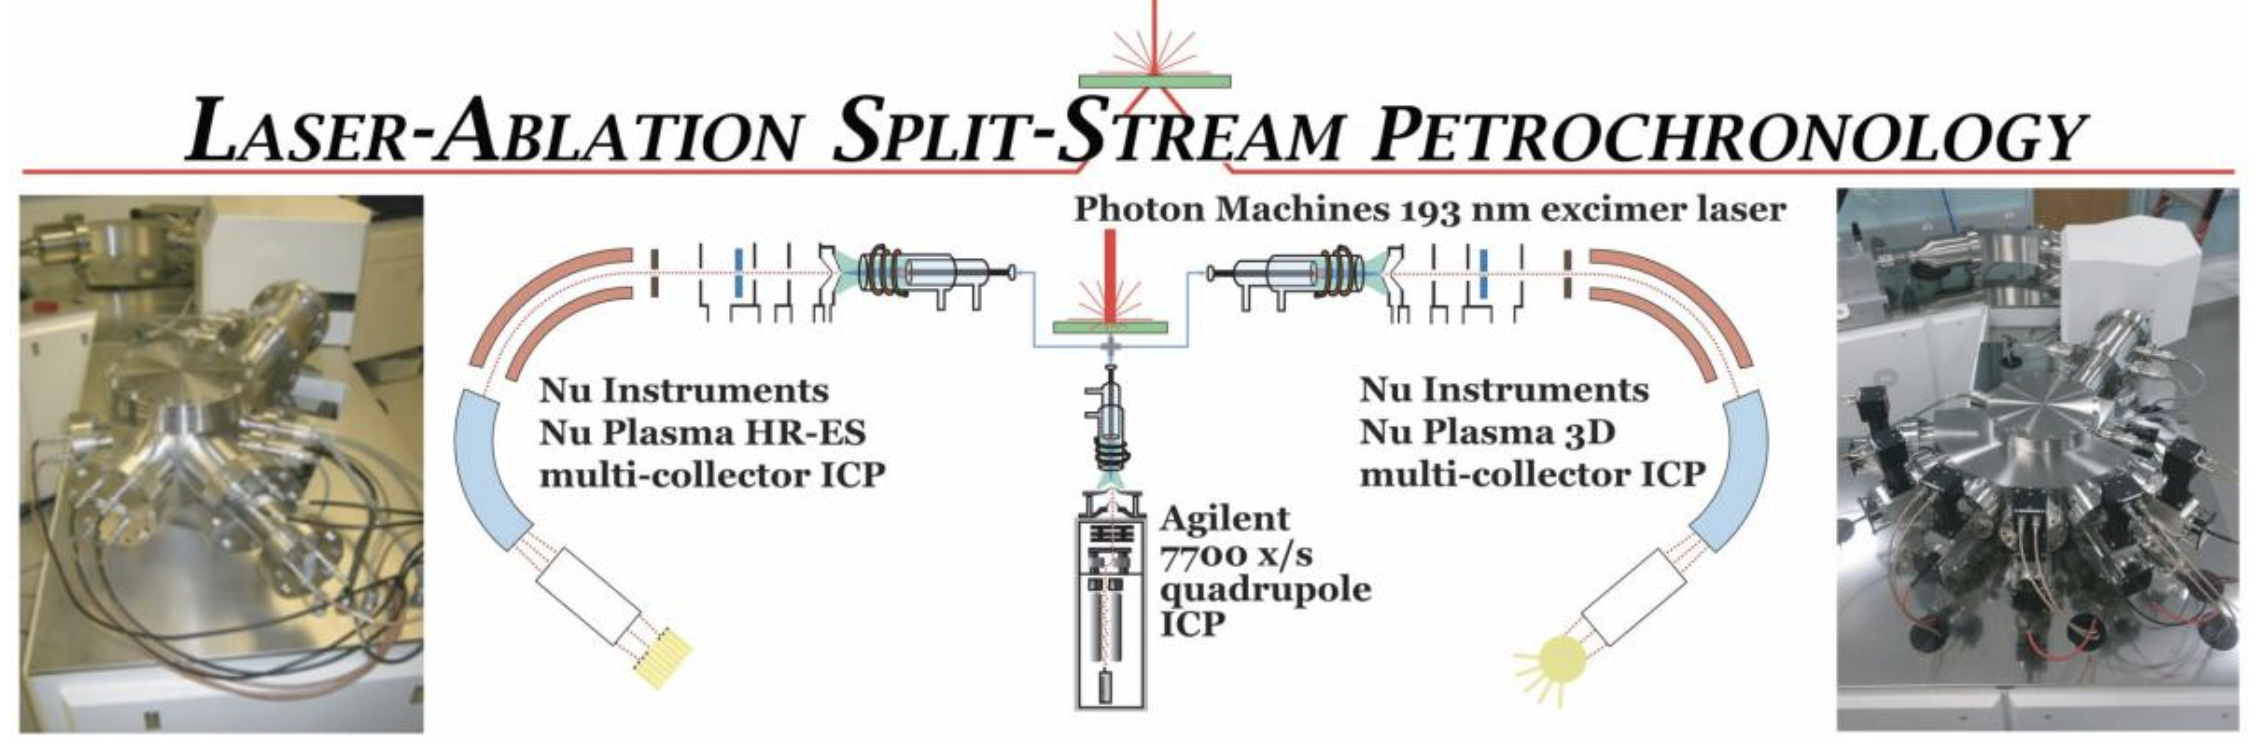 LASER-ABLATION SPLIT-STREAM PETROCHRONOLOGY
Photon Machines 193 nm excimer laser
Nu Instruments
Nu Plasma HR-ES
multi-collector ICP
Agilent
7700 x/s
quadrupole
ICP
Nu Instruments
Nu Plasma 3D
multi-collector ICP